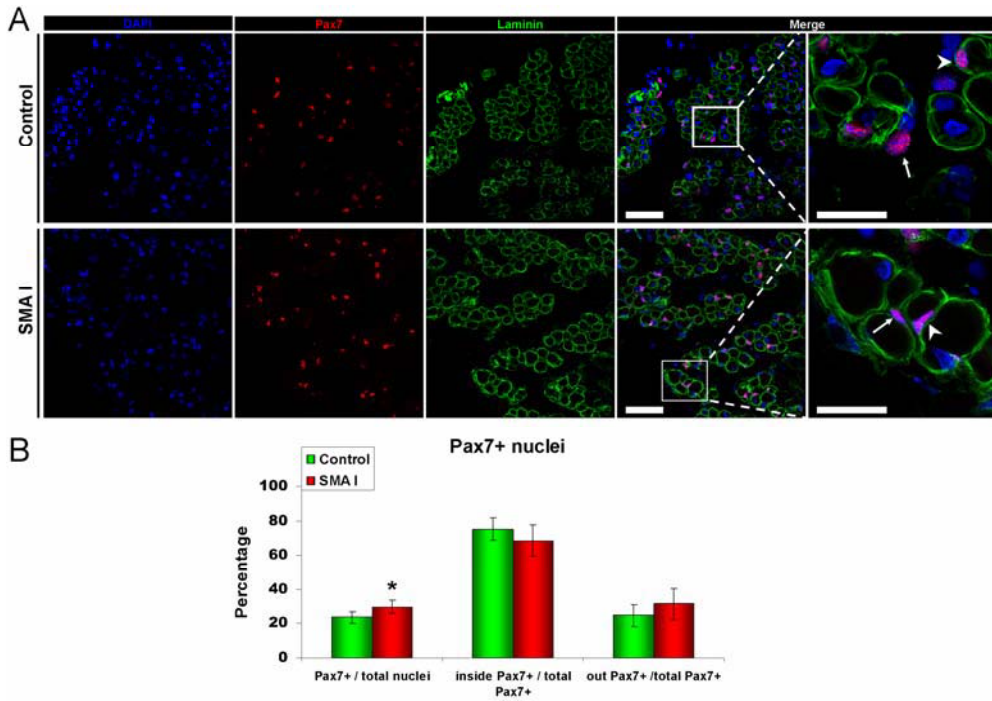 A
DAPI
Pax7
Laminin
Merge
Control
SMA I
B
Pax7+ nuclei
Control
SMA I
Percentage
100
80
60
40
20
0
*
Pax7+ / total nuclei
inside Pax7+ / total
Pax7+
out Pax7+ /total Pax7+